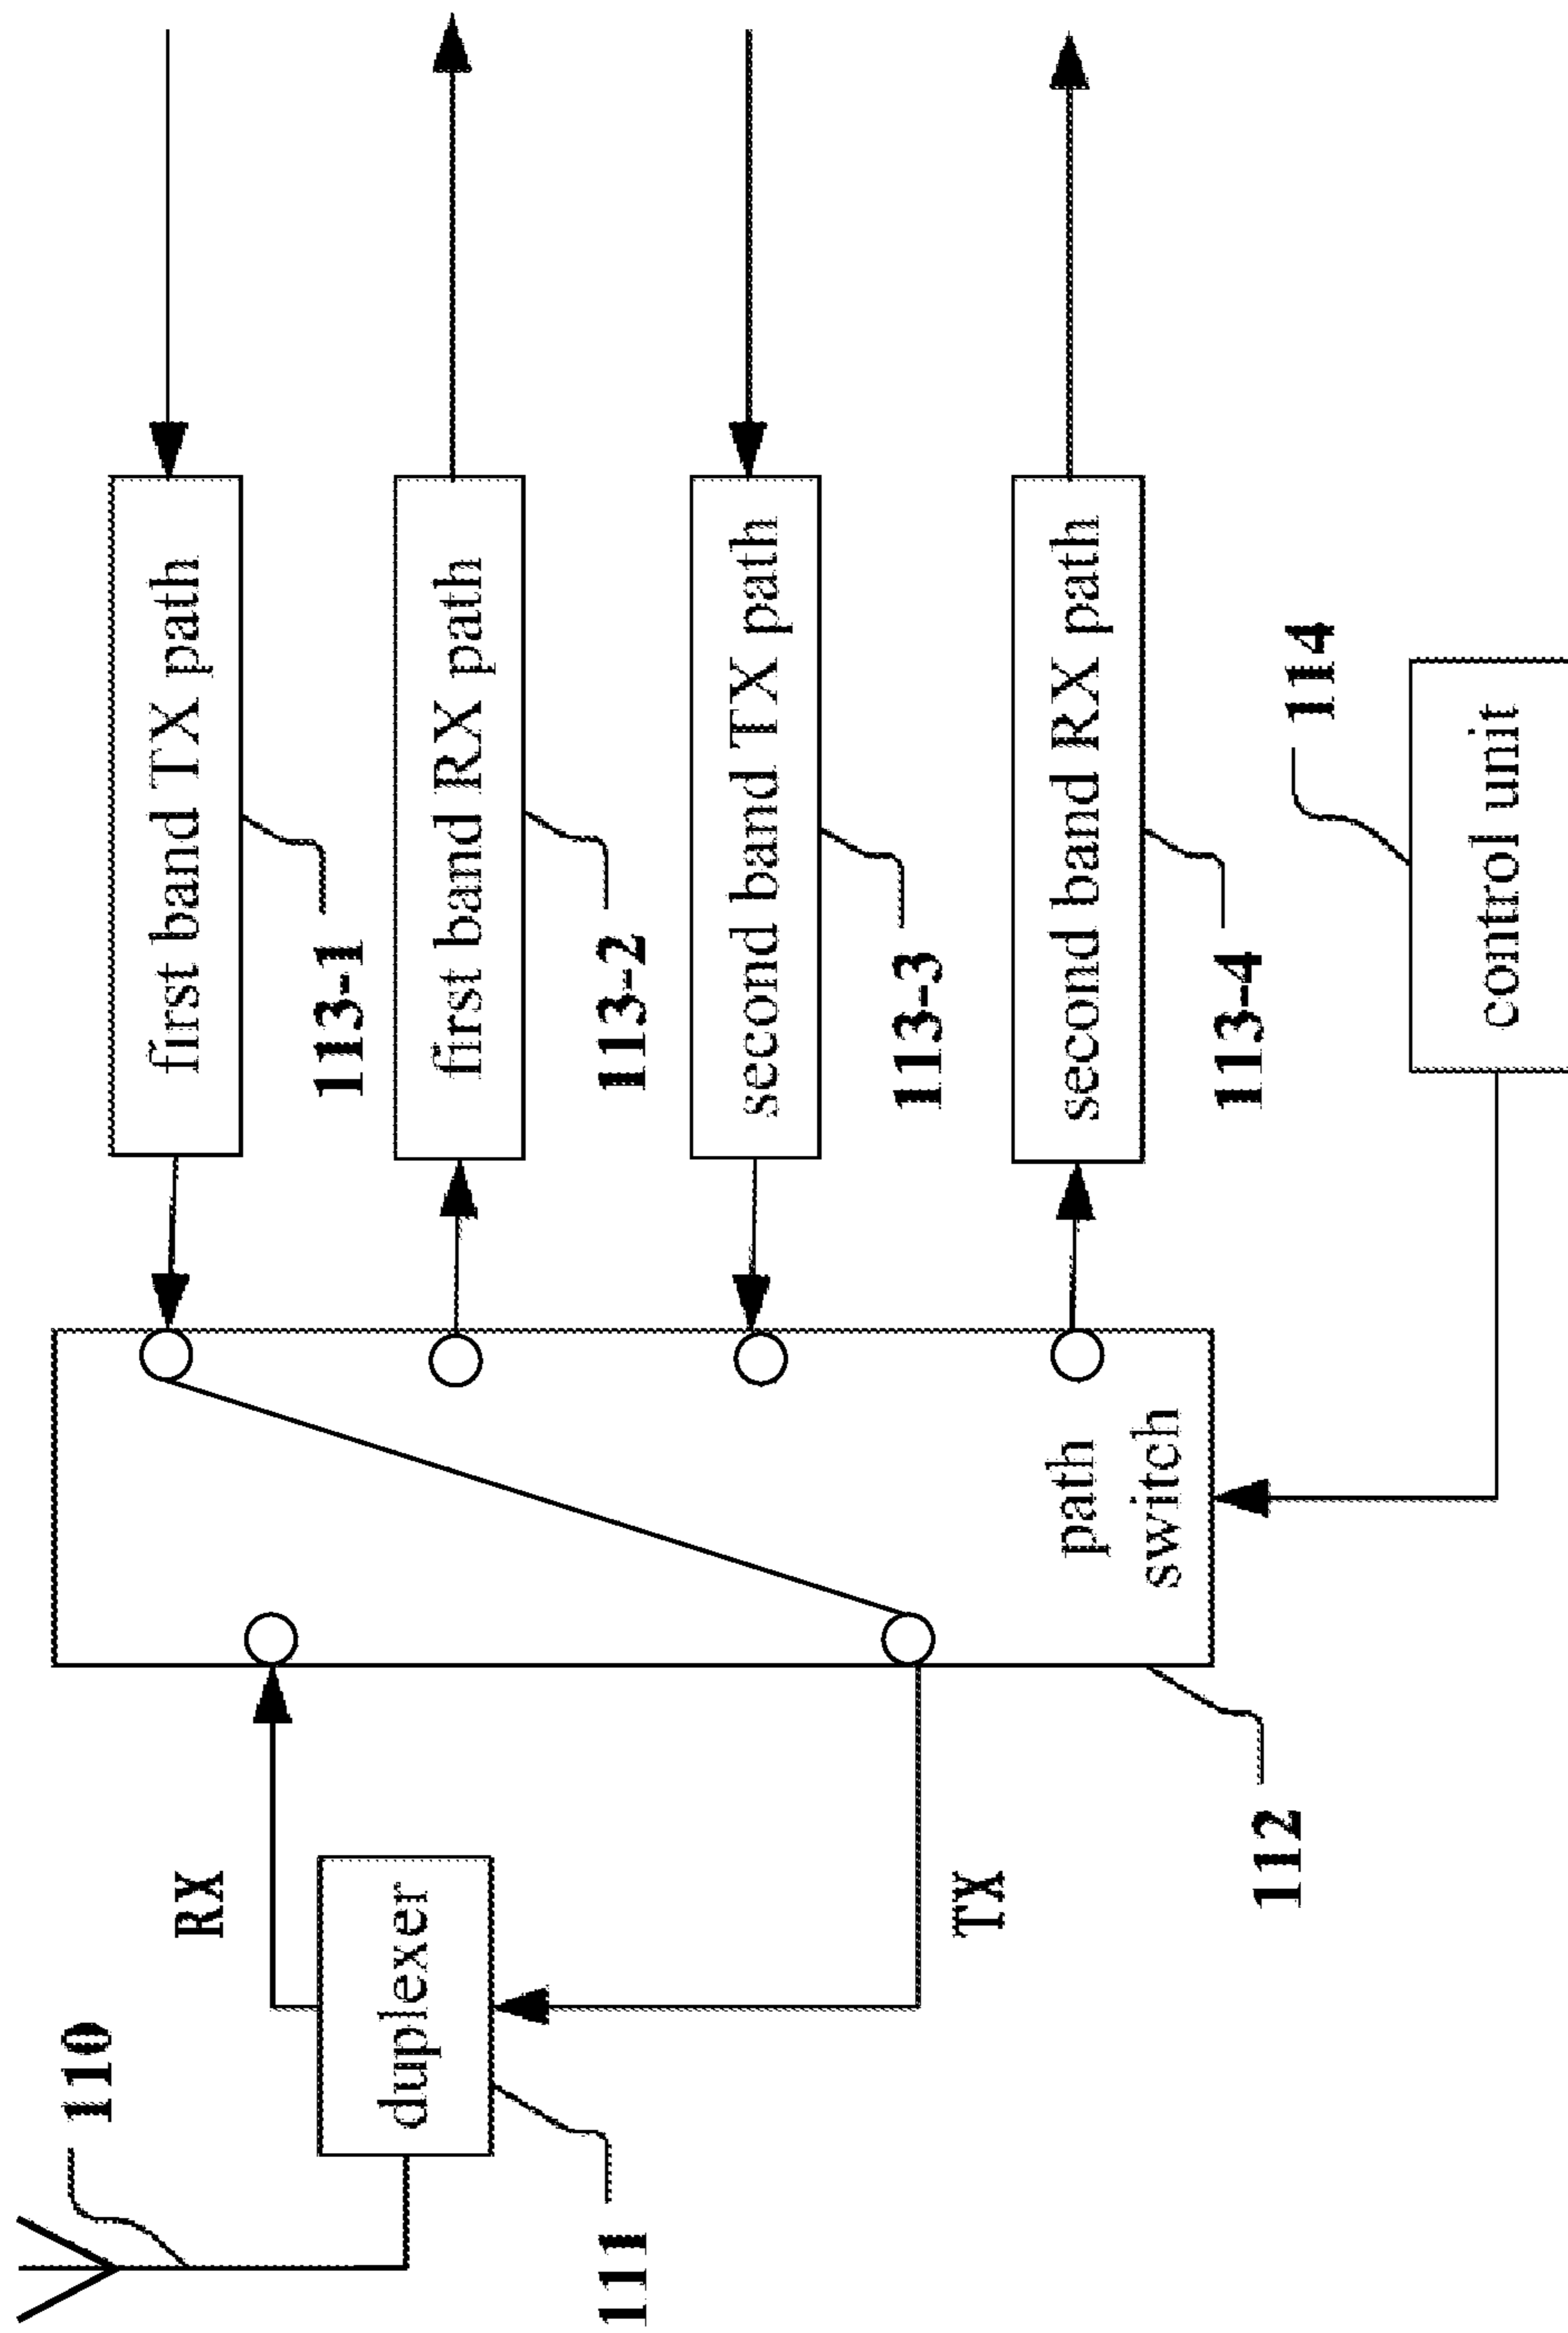 110
RX
duplexer
111
TX
112
path
switch
first band TX path
113-1
first band RX path
113-2
second band TX path
113-3
second band RX path
113-4
114
control unit